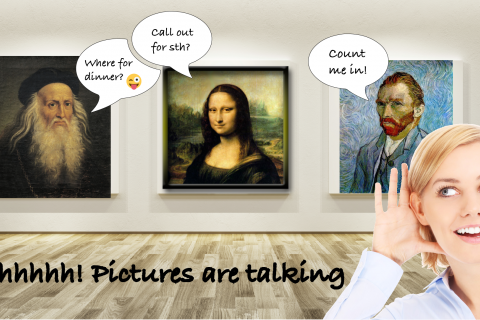 Where for
dinner? 😜
Call out
for sth?
Count
me in!
hhhhh! Pictures are talking